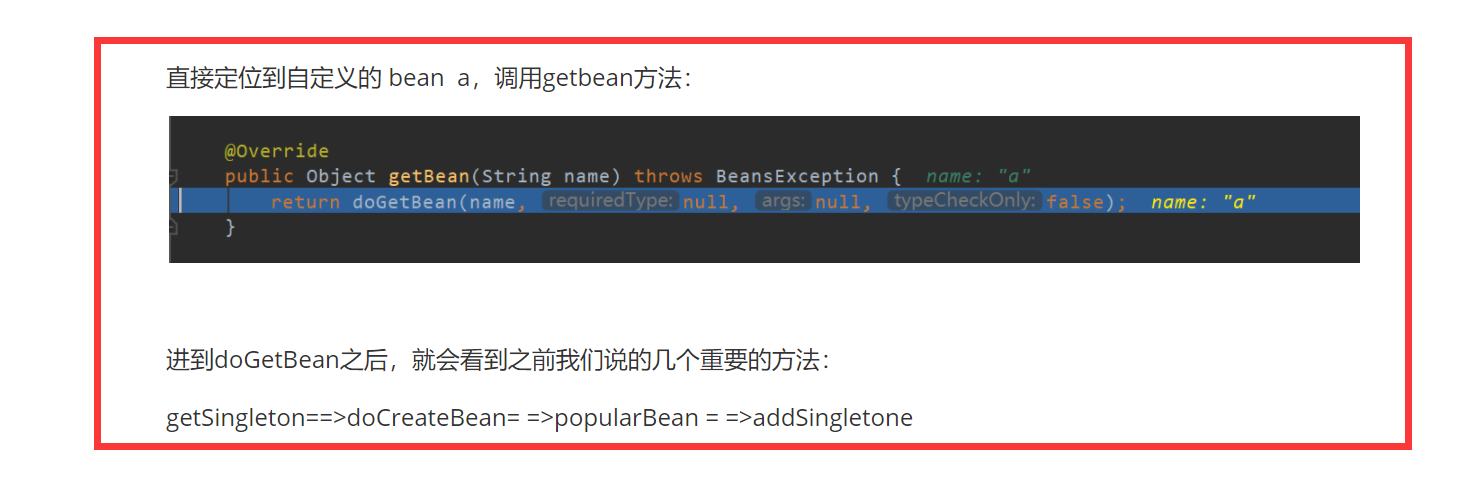 直接定位到自定义的 bean a，调用getbean方法：
@Override
public Object getBean(String name) throws BeansException { name: "a"
return doGetBean(name, requiredType: null, args: null, typeCheckOnly: false); name: "a"
}
进到doGetBean之后，就会看到之前我们说的几个重要的方法：
getSingleton==>doCreateBean= =>popularBean = =>addSingletone